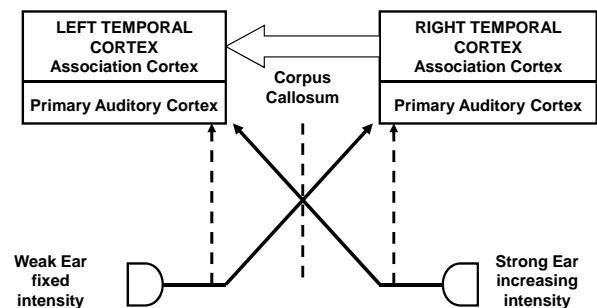 LEFT TEMPORAL
CORTEX
Association Cortex
Primary Auditory Cortex
RIGHT TEMPORAL
CORTEX
Association Cortex
Primary Auditory Cortex
Corpus
Callosum
Weak Ear
fixed
intensity
Strong Ear
increasing
intensity